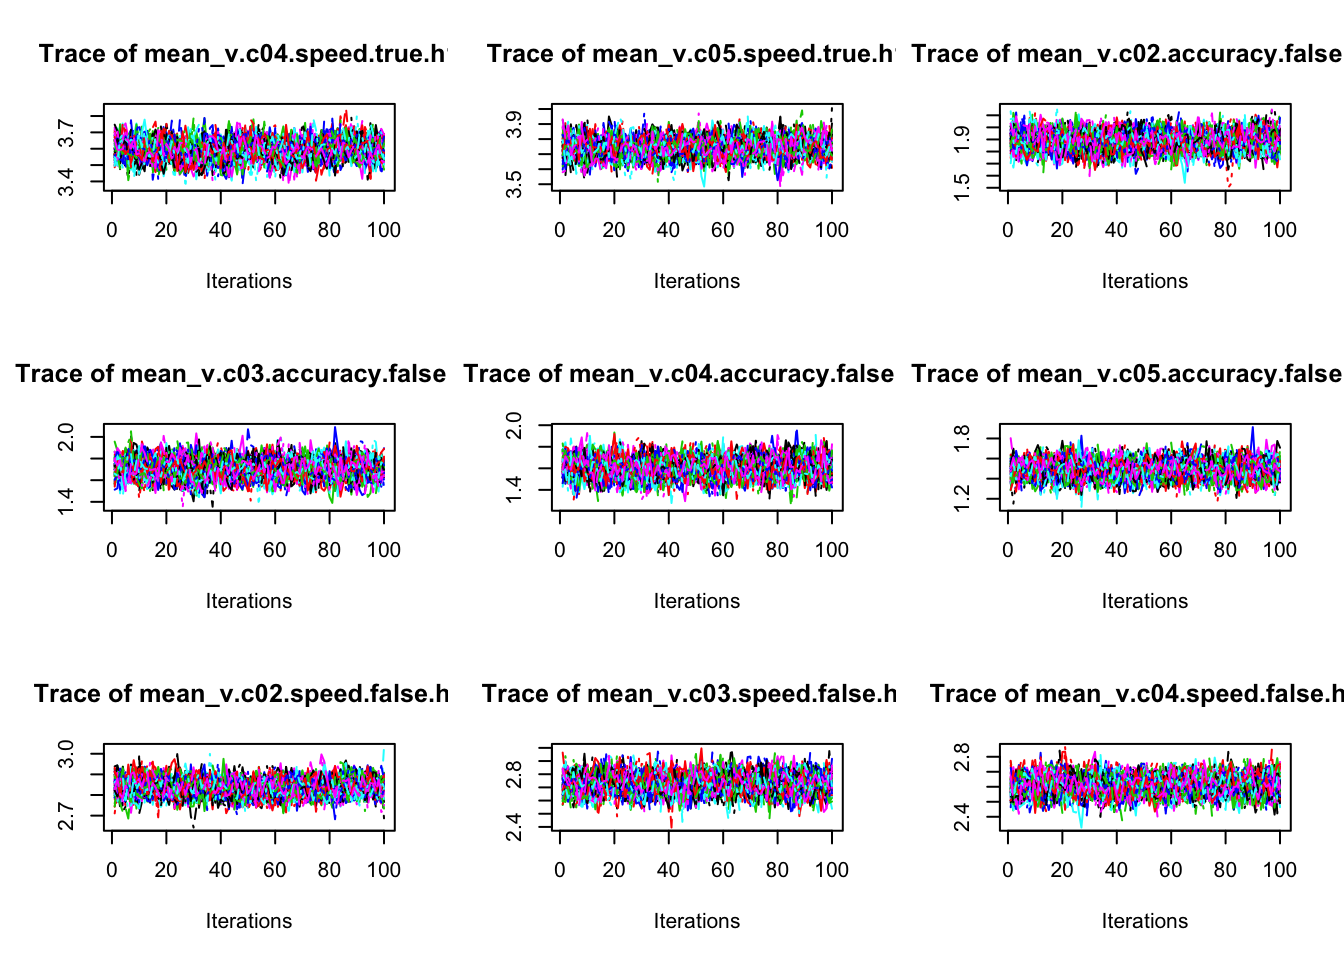 Trace of mean_v.c04.speed.true.h
Trace of mean_v.c05.speed.true.h
Trace of mean_v.c02.accuracy.false
3.4 3.7
3.5 3.9
1.5 1.9
0 20 40 60 80 100
0 20 40 60 80 100
0 20 40 60 80 100
Iterations
Iterations
Iterations
Trace of mean_v.c03.accuracy.false
Trace of mean_v.c04.accuracy.false
Trace of mean_v.c05.accuracy.false
1.4 2.0
1.4 2.0
1.2 1.8
0 20 40 60 80 100
0 20 40 60 80 100
0 20 40 60 80 100
Iterations
Iterations
Iterations
Trace of mean_v.c02.speed.false.h
Trace of mean_v.c03.speed.false.h
Trace of mean_v.c04.speed.false.h
2.7 3.0
2.4 2.8
2.4 2.8
0 20 40 60 80 100
0 20 40 60 80 100
0 20 40 60 80 100
Iterations
Iterations
Iterations